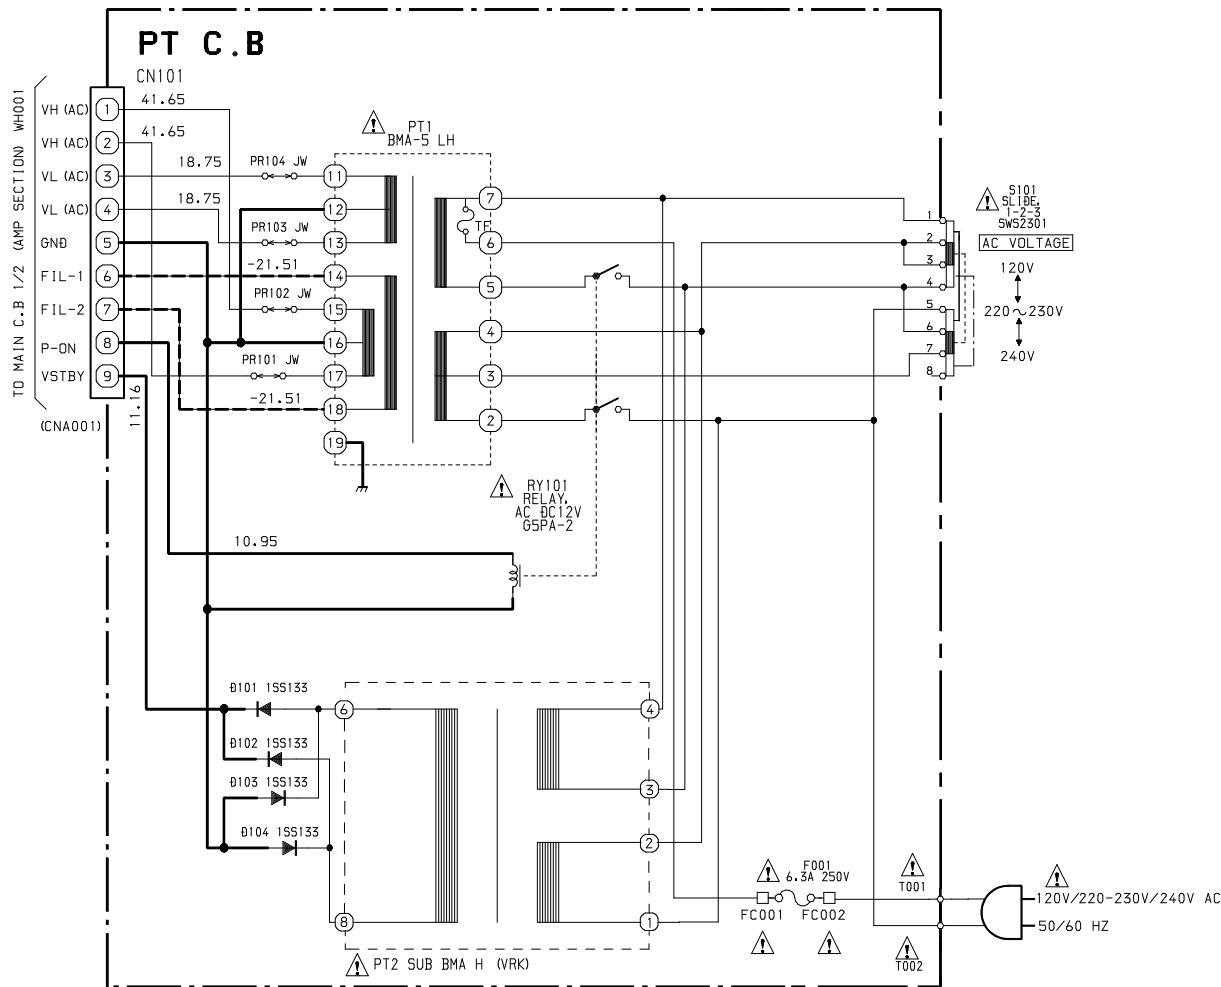 PT C.B
CN101
TO MAIN C.B 1/2 (AMP SECTION) WH001
(CNA001)
VH (AC) 1 41.65
VH (AC) 2 41.65
VL (AC) 3 18.75
VL (AC) 4 18.75
GND 5
FIL-1 6 -21.51
FIL-2 7 -21.51
P-ON 8 10.95
VSTBY 9 11.16
PR104 JW
PR103 JW
PR102 JW
PR101 JW
PT1
BMA-5 LH
11
12
13
14
15
16
17
18
19
7
TF
6
5
4
3
2
RY101
RELAY,
AC DC12V
G5PA-2
S101
SLIDE,
1-2-3
SWS2301
AC VOLTAGE
120V
220~230V
240V
1
2
3
4
5
6
7
8
D101 1SS133
D102 1SS133
D103 1SS133
D104 1SS133
6
8
4
3
2
1
PT2 SUB BMA H (VRK)
F001
6.3A 250V
FC001
FC002
T001
T002
120V/220-230V/240V AC
50/60 HZ